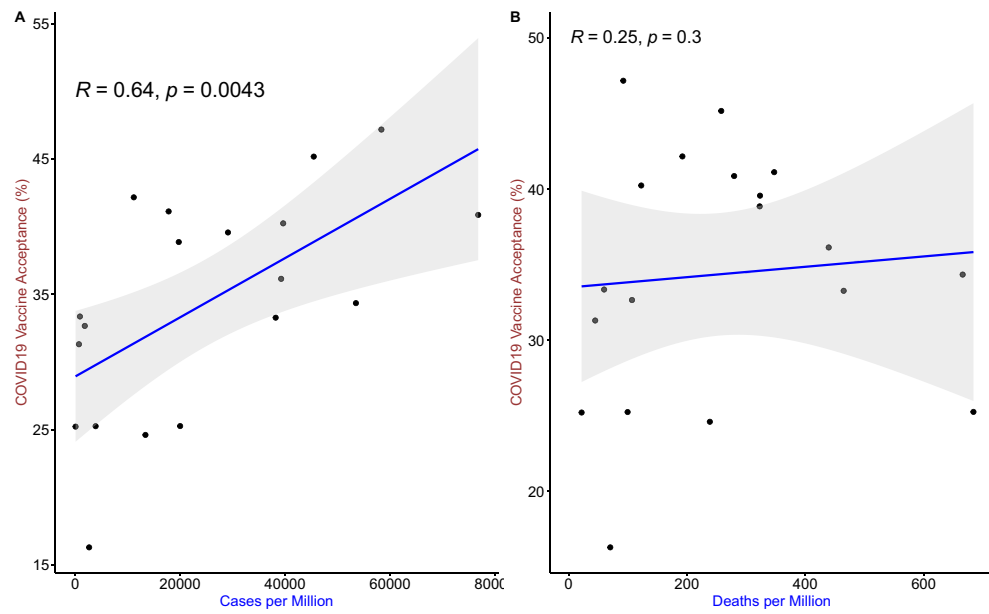 A
R = 0.64, p = 0.0043
COVID19 Vaccine Acceptance (%)
55
45
35
25
15
0 20000 40000 60000 8000
Cases per Million
B
R = 0.25, p = 0.3
COVID19 Vaccine Acceptance (%)
50
40
30
20
0 200 400 600
Deaths per Million